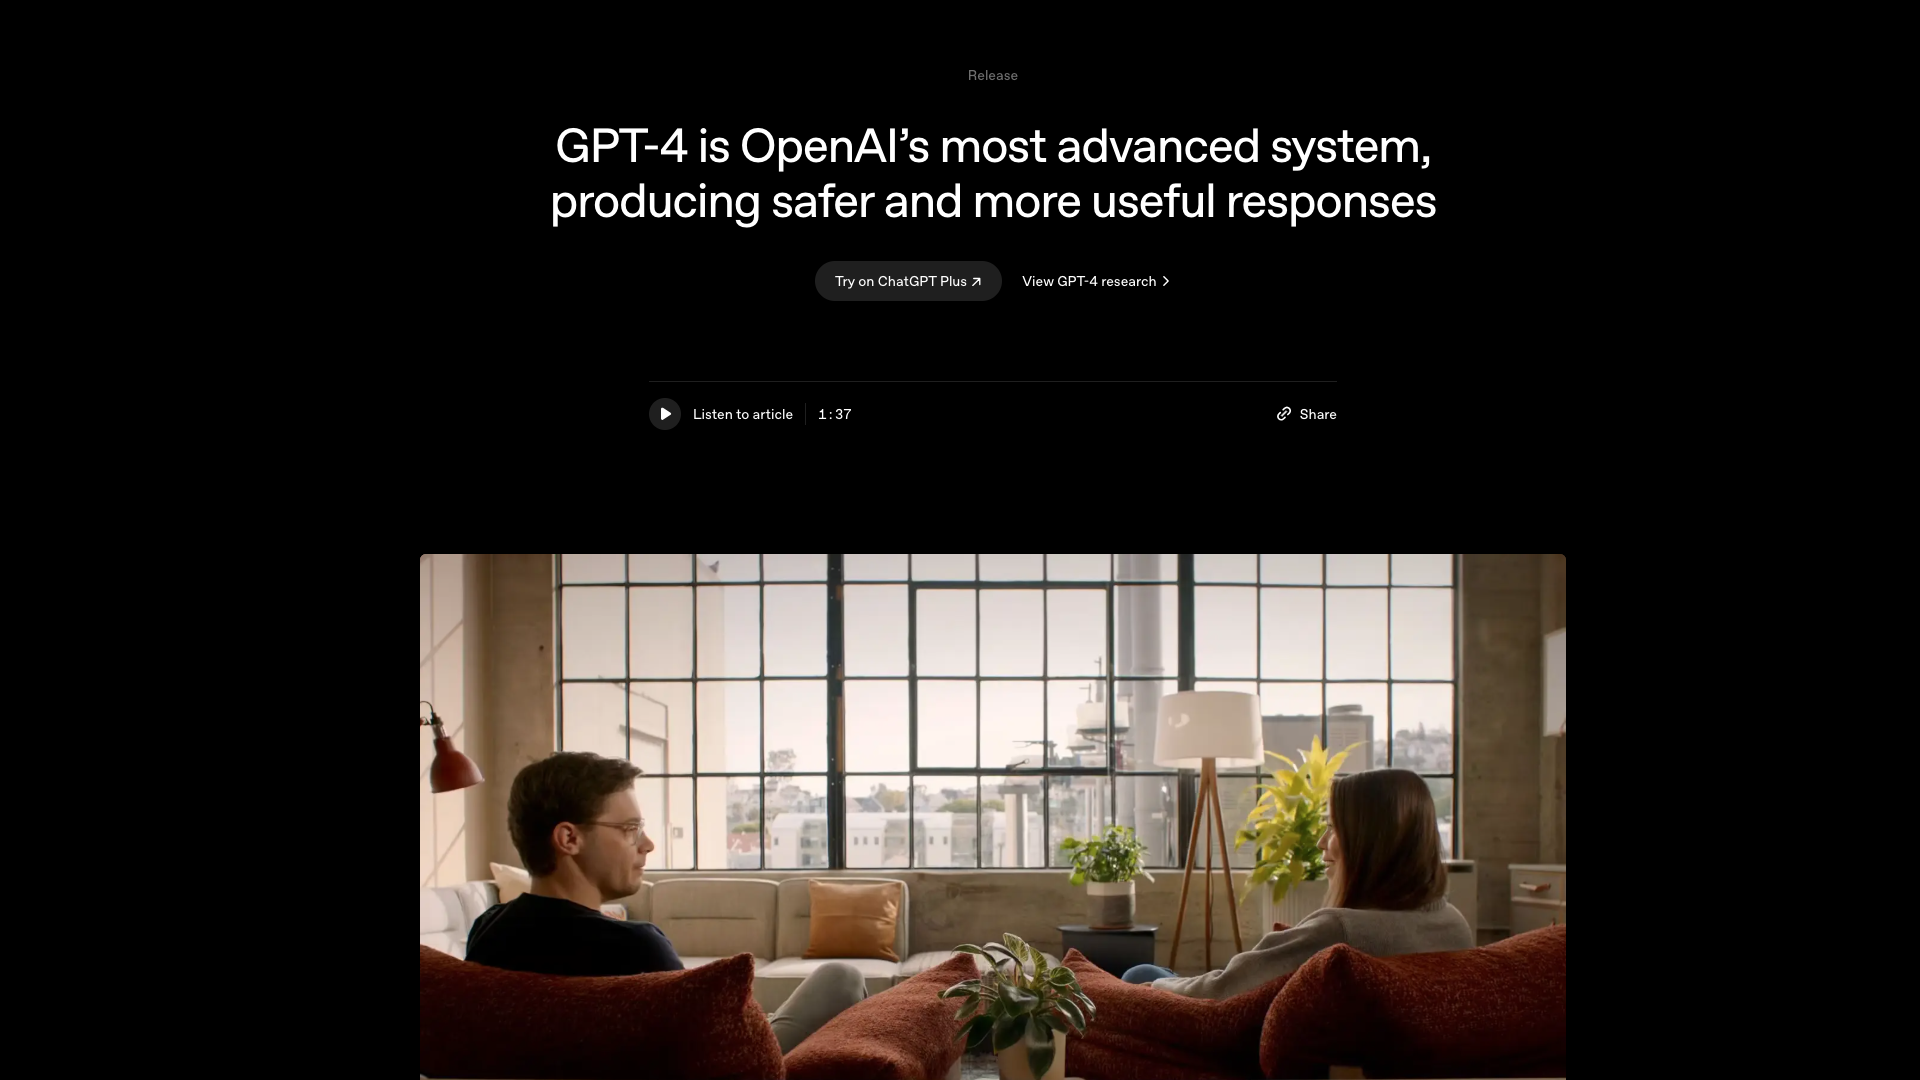 Release
GPT-4 is OpenAI’s most advanced system,
producing safer and more useful responses
Try on ChatGPT Plus
View GPT-4 research
Listen to article
1:37
Share